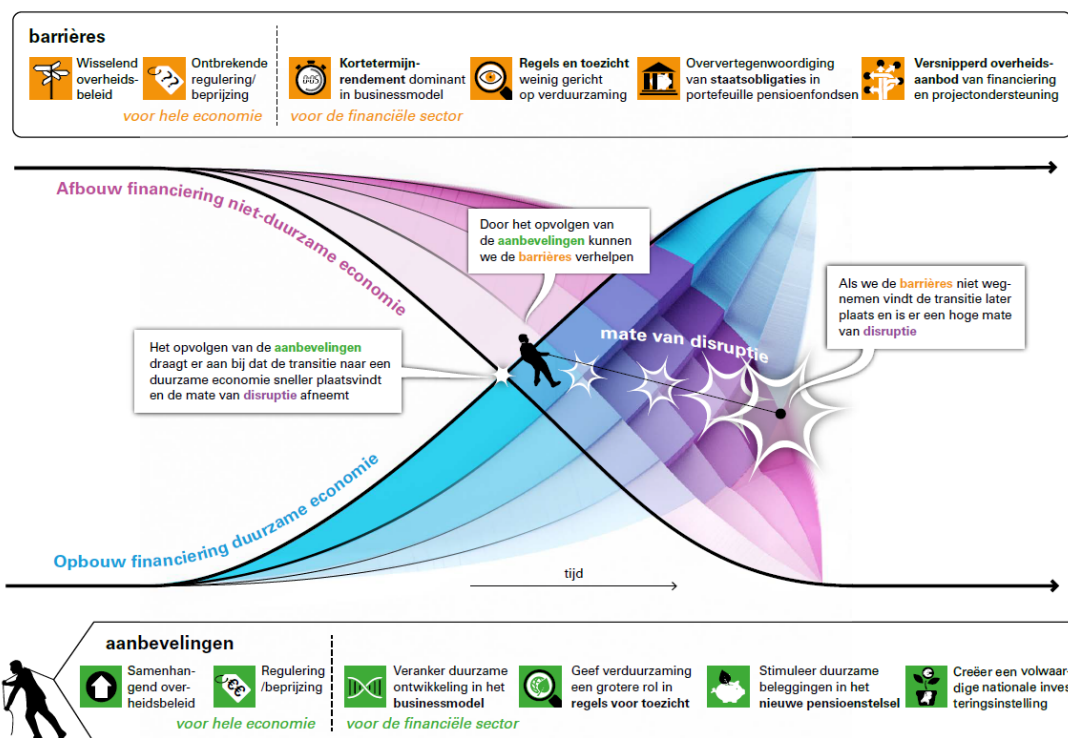 barrières
Wisselend
overheids-
beleid
Ontbrekende
regulering/
beprijzing
voor hele economie
Kortetermijn-
rendement dominant
in businessmodel
Regels en toezicht
weinig gericht
op verduurzaming
Oververtegenwoordiging
van staatsobligaties in
portefeuille pensioenfondsen
Versnipperd overheids-
aanbod van financiering
en projectondersteuning
voor de financiële sector
Afbouw financiering niet-duurzame economie
Door het opvolgen van
de aanbevelingen kunnen
we de barrières verhelpen
Als we de barrières niet weg-
nemen vindt de transitie later
plaats en is er een hoge mate
van disruptie
mate van disruptie
Het opvolgen van de aanbevelingen
draagt er aan bij dat de transitie naar een
duurzame economie sneller plaatsvindt
en de mate van disruptie afneemt
Opbouw financiering duurzame economie
tijd
aanbevelingen
Samenhan-
gend over-
heidsbeleid
Regulering
/beprijzing
voor hele economie
Veranker duurzame
ontwikkeling in het
businessmodel
Geef verduurzaming
een grotere rol in
regels voor toezicht
Stimuleer duurzame
beleggingen in het
nieuwe pensioenstelsel
Creëer een volwaar-
dige nationale inves
teringsinstelling
voor de financiële sector